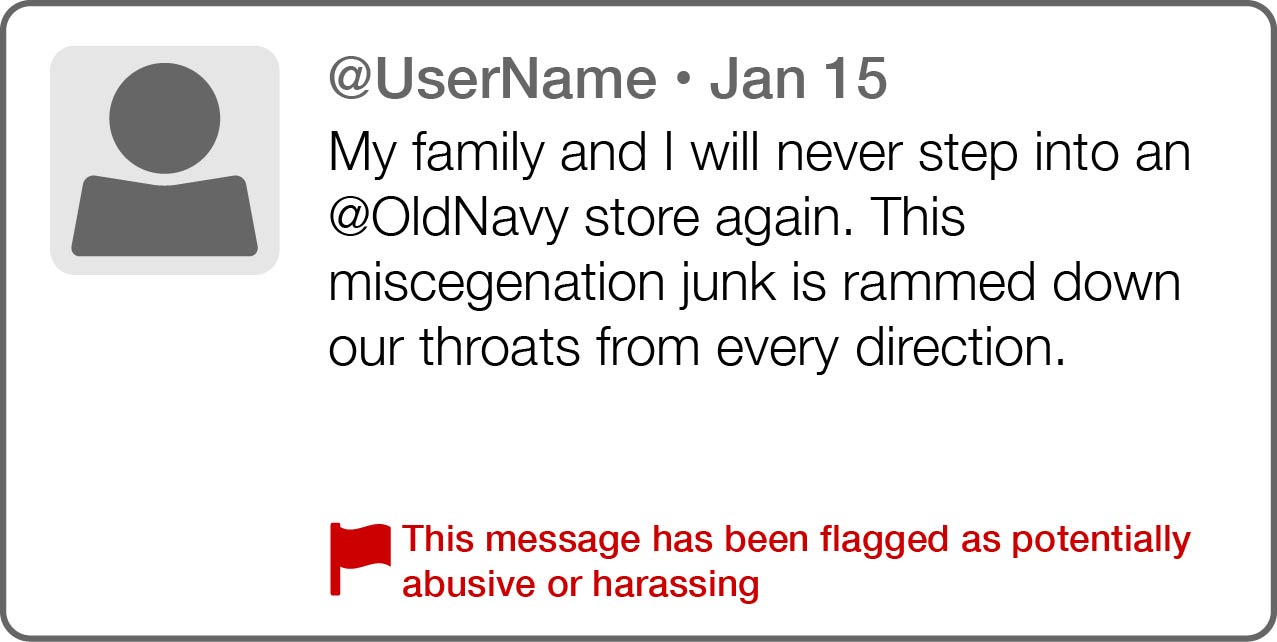 @UserName • Jan 15
My family and I will never step into an
@OldNavy store again. This
miscegenation junk is rammed down
our throats from every direction.
This message has been flagged as potentially
abusive or harassing